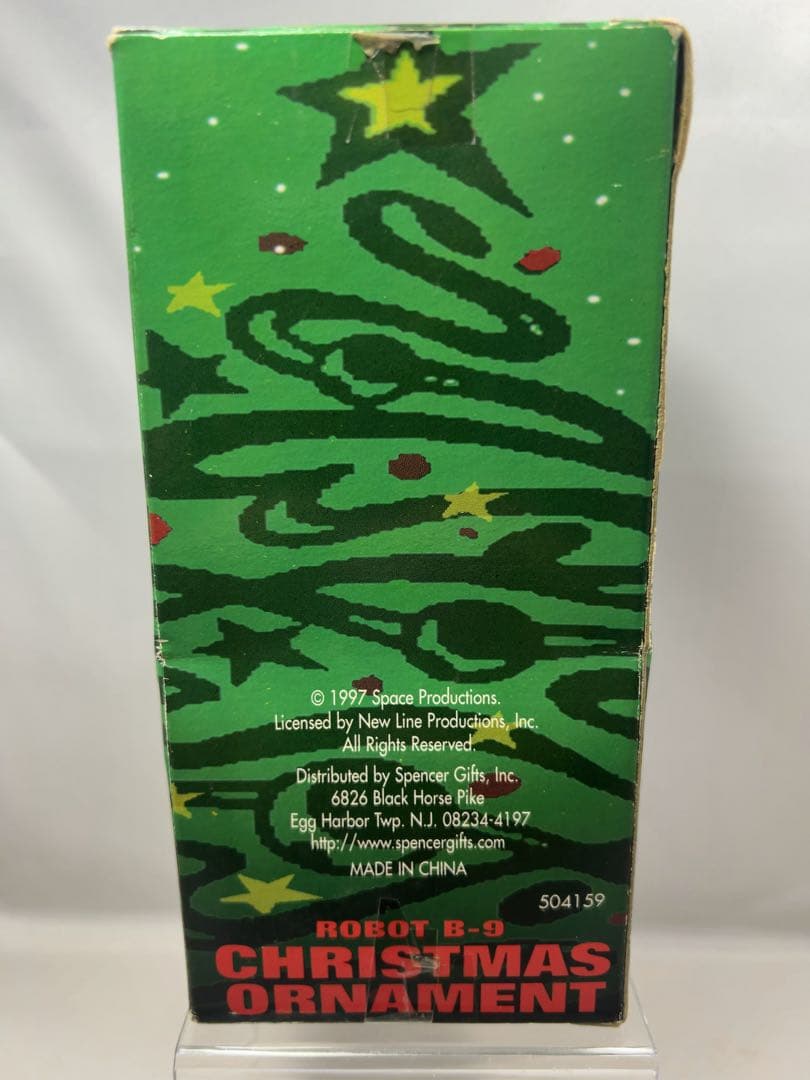 © 1997 Space Productions.
Licensed by New Line Productions, Inc.
All Rights Reserved.
Distributed by Spencer Gifts, Inc.
6826 Black Horse Pike
Egg Harbor Twp. N.J. 08234-4197
http://www.spencergifts.com
MADE IN CHINA
504159
ROBOT B-9
CHRISTMAS
ORNAMENT